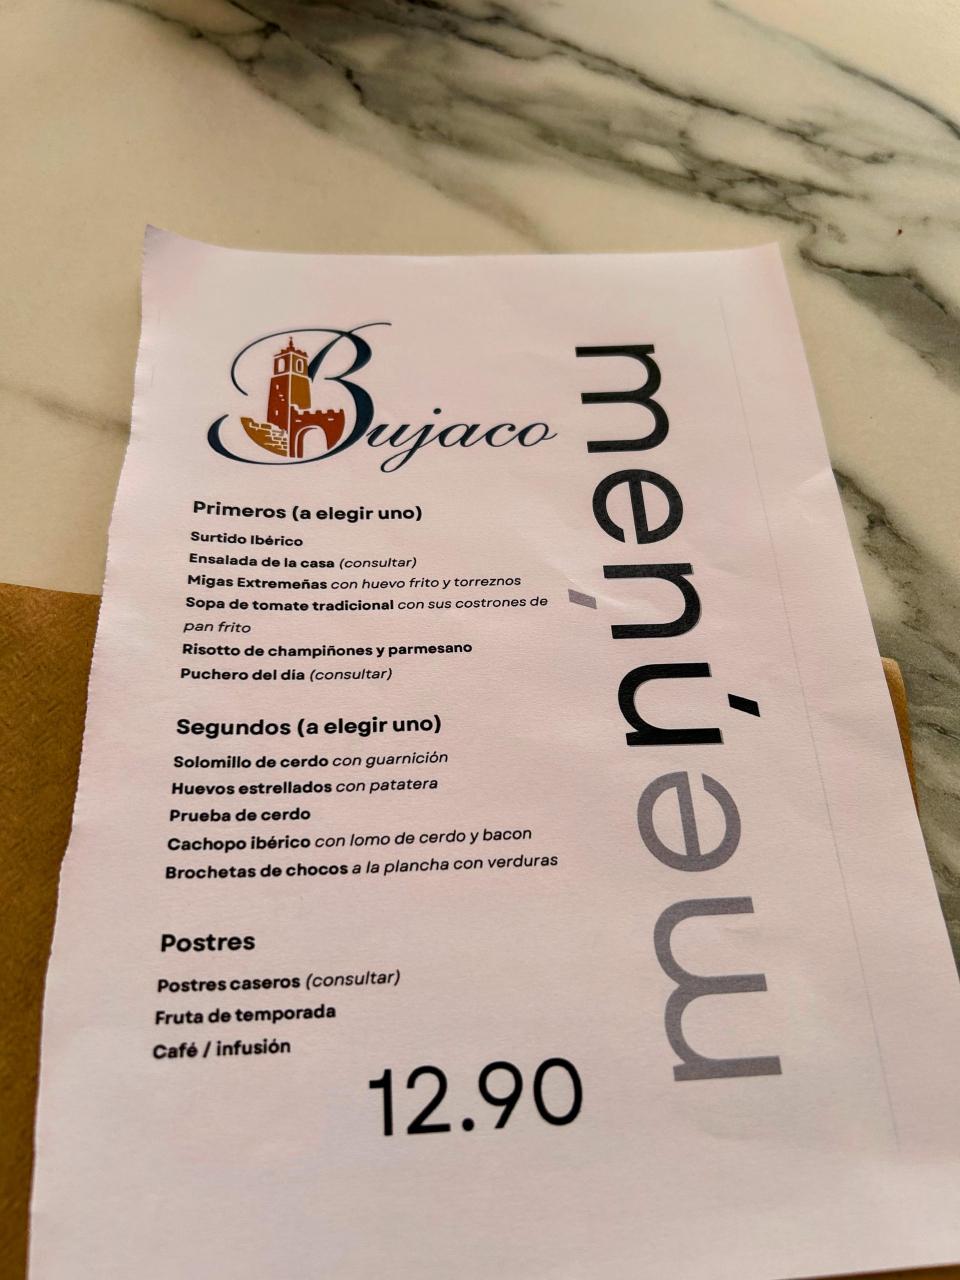 Bujaco
menú
menú
Primeros (a elegir uno)
Surtido Ibérico
Ensalada de la casa (consultar)
Migas Extremeñas con huevo frito y torreznos
Sopa de tomate tradicional con sus costrones de
pan frito
Risotto de champiñones y parmesano
Puchero del día (consultar)
Segundos (a elegir uno)
Solomillo de cerdo con guarnición
Huevos estrellados con patatera
Prueba de cerdo
Cachopo ibérico con lomo de cerdo y bacon
Brochetas de chocos a la plancha con verduras
Postres
Postres caseros (consultar)
Fruta de temporada
Café / infusión
12.90